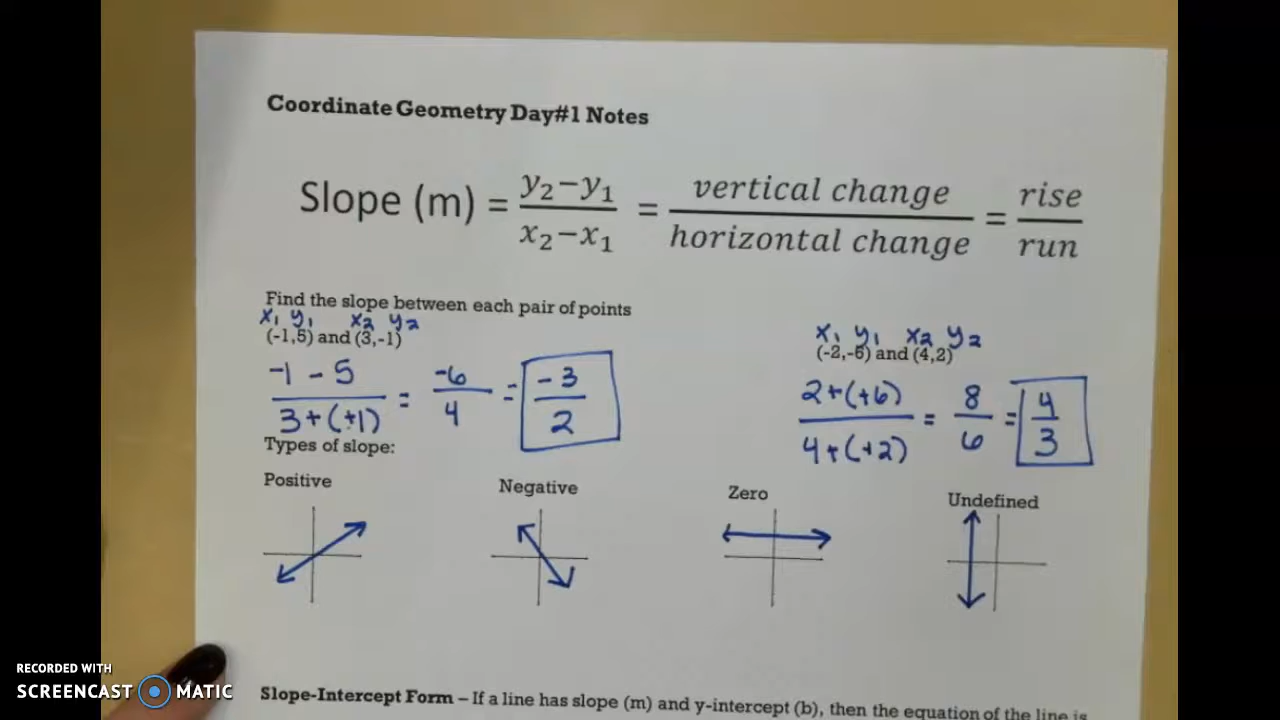 Coordinate Geometry Day#1 Notes
Slope (m) = y₂−y₁ / x₂−x₁ = vertical change / horizontal change = rise / run
Find the slope between each pair of points
x₁ y₁ x₂ y₂
(-1,5) and (3,-1)
-1 - 5 / 3+(+1) = -6 / 4 = -3 / 2
x₁ y₁ x₂ y₂
(-2,-6) and (4,2)
2+(+6) / 4+(+2) = 8 / 6 = 4 / 3
Types of slope:
Positive
Negative
Zero
Undefined
Slope-Intercept Form – If a line has slope (m) and y-intercept (b), then the equation of the line is
RECORDED WITH
SCREENCAST MATIC